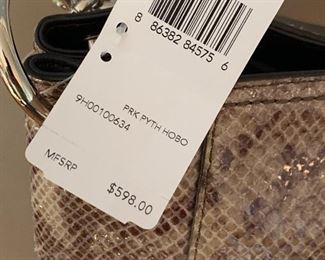 8 86382 84575 6
PRK PYTH HOBO
9H00100634
MFSRP
$598.00